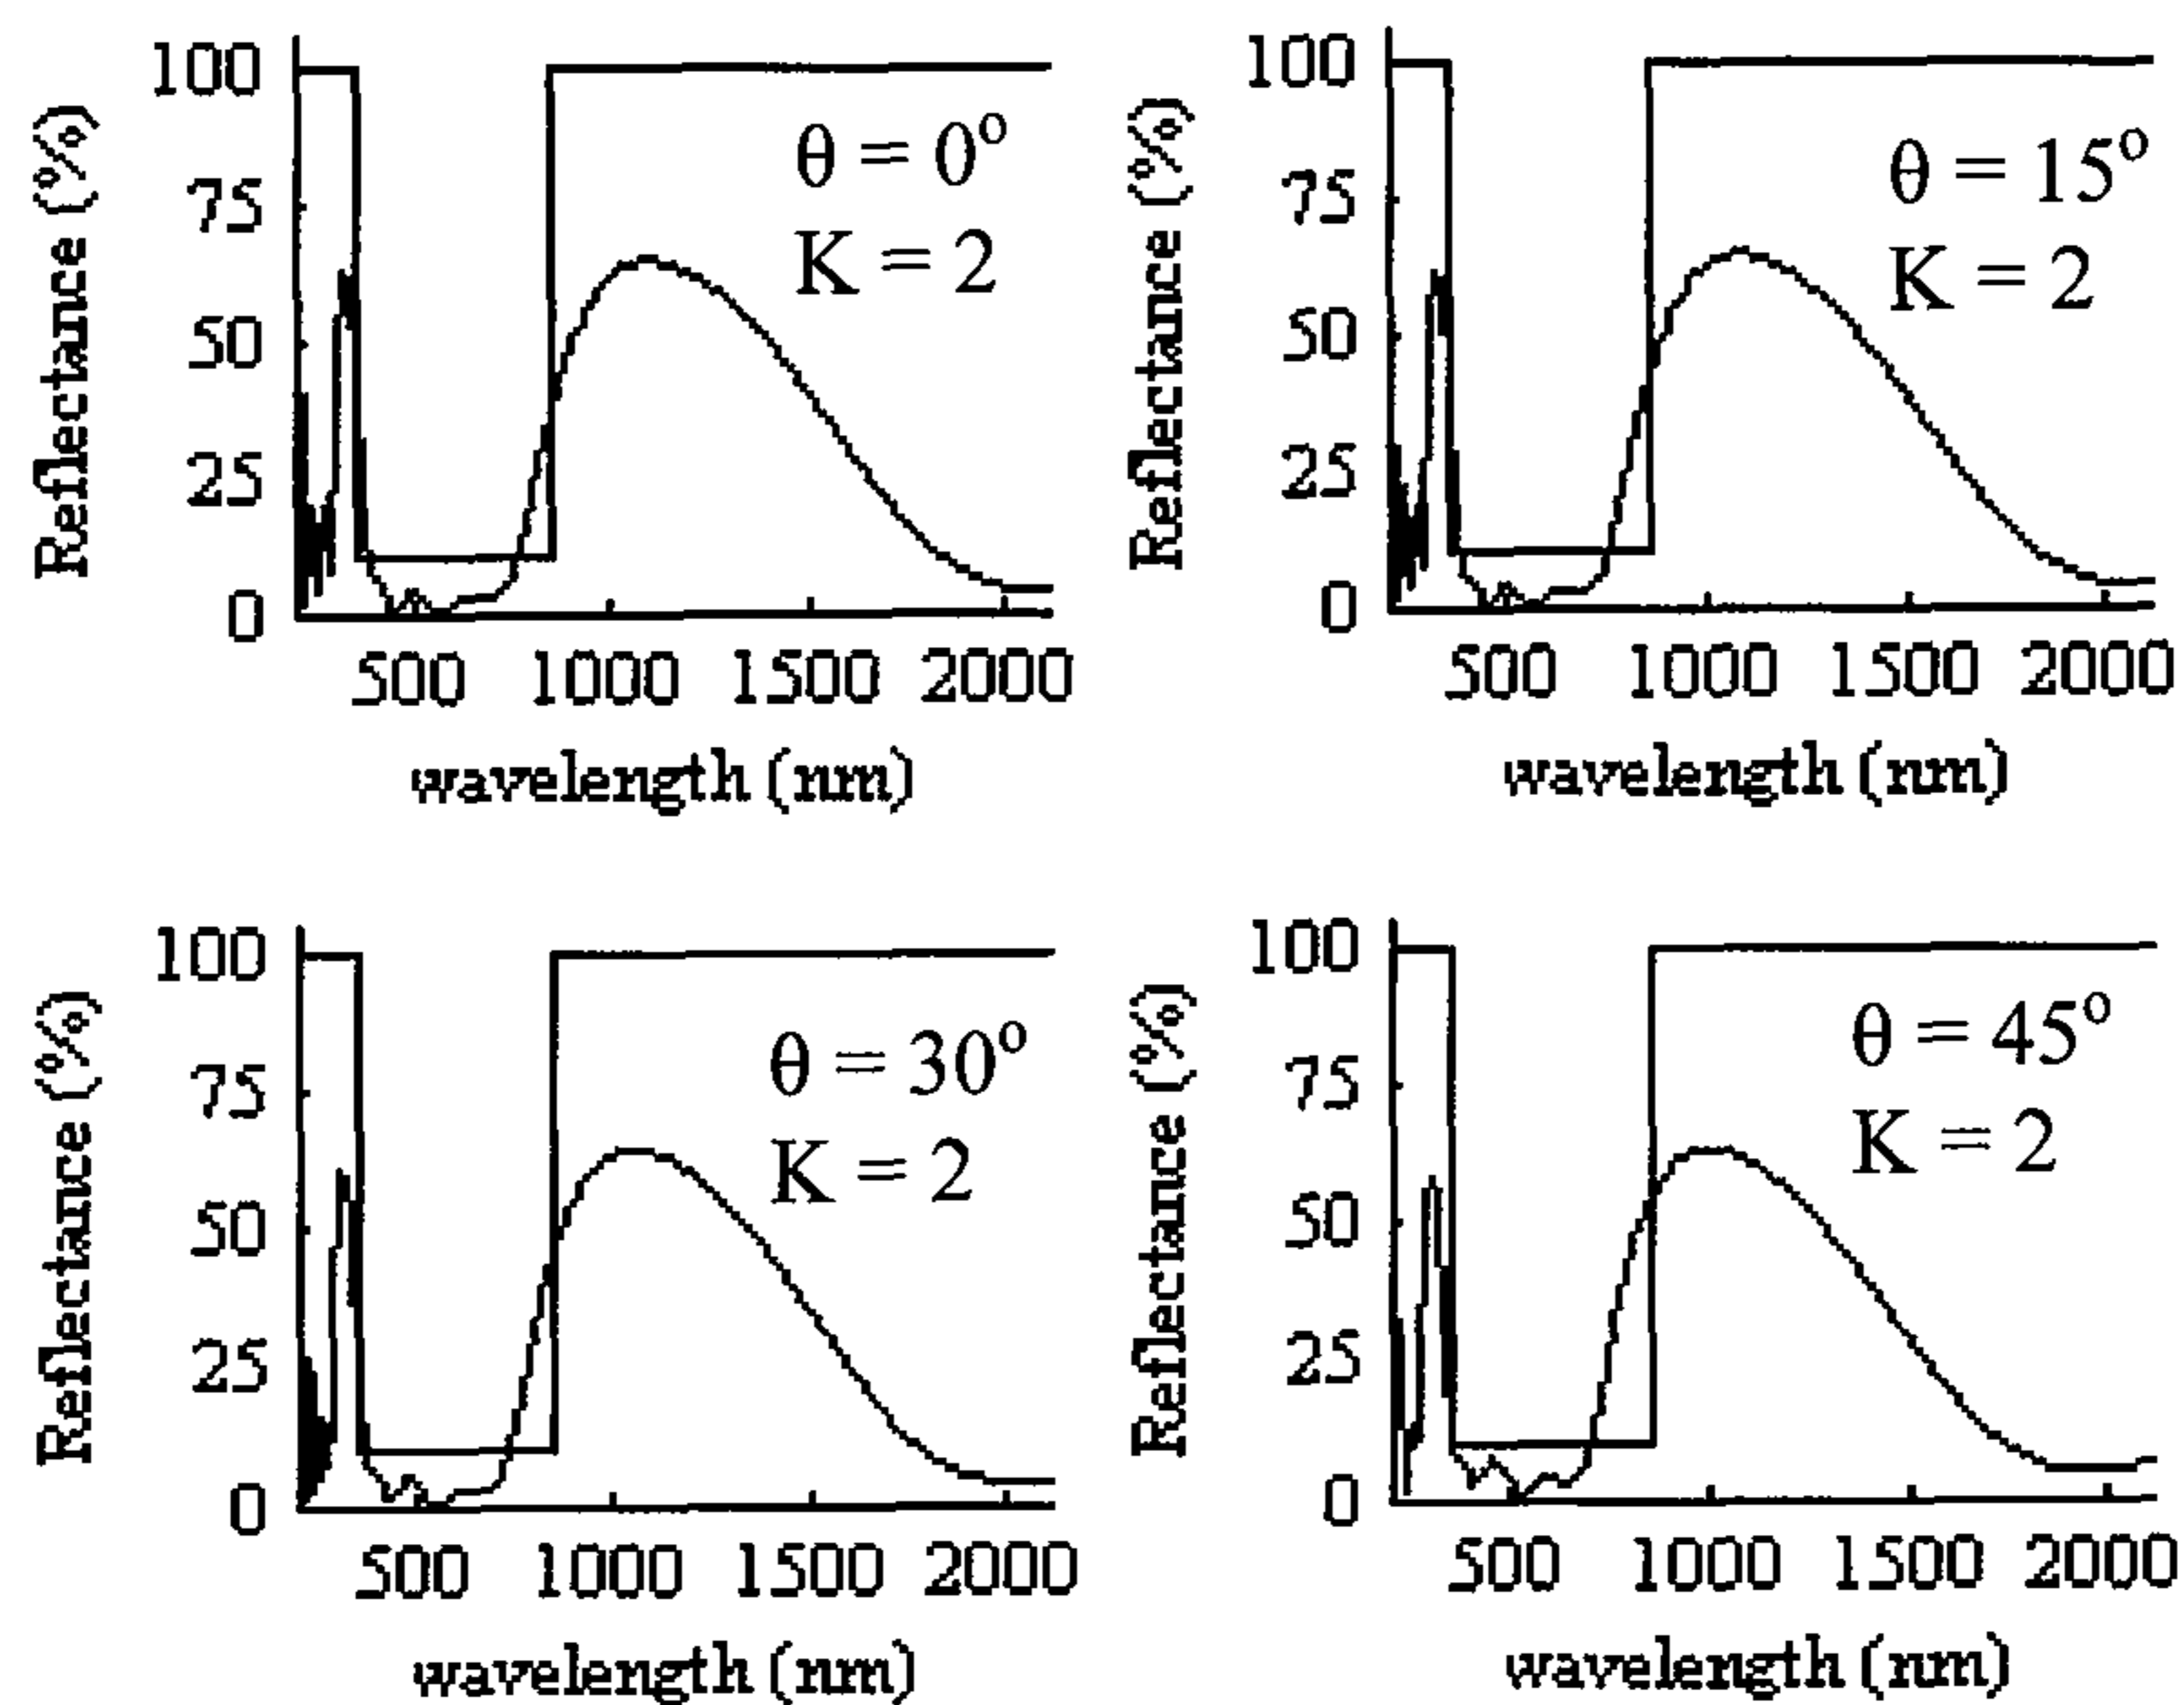 Reflectance (%)
100
75
50
25
0
θ = 0°
K = 2
500 1000 1500 2000
wavelength (nm)
Reflectance (%)
100
75
50
25
0
θ = 15°
K = 2
500 1000 1500 2000
wavelength (nm)
Reflectance (%)
100
75
50
25
0
θ = 30°
K = 2
500 1000 1500 2000
wavelength (nm)
Reflectance (%)
100
75
50
25
0
θ = 45°
K = 2
500 1000 1500 2000
wavelength (nm)